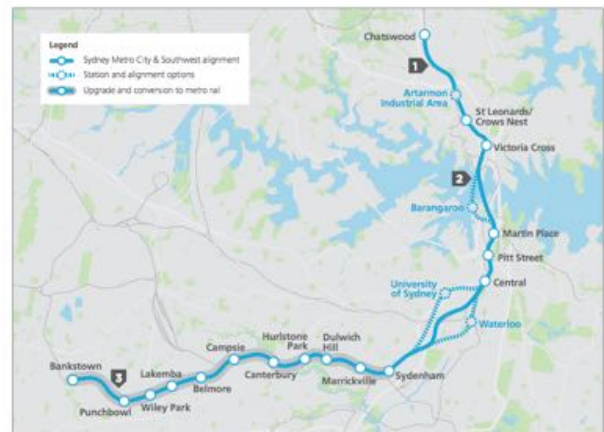 Legend
Sydney Metro City & Southwest alignment
Station and alignment options
Upgrade and conversion to metro rail
Chatswood
1
Artarmon
Industrial Area
St Leonards/
Crows Nest
Victoria Cross
2
Barangaroo
Martin Place
Pitt Street
University
of Sydney
Central
Waterloo
Hurlstone
Park
Dulwich
Hill
Campsie
Bankstown
3
Lakemba
Canterbury
Marrickville
Sydenham
Belmore
Punchbowl
Wiley Park